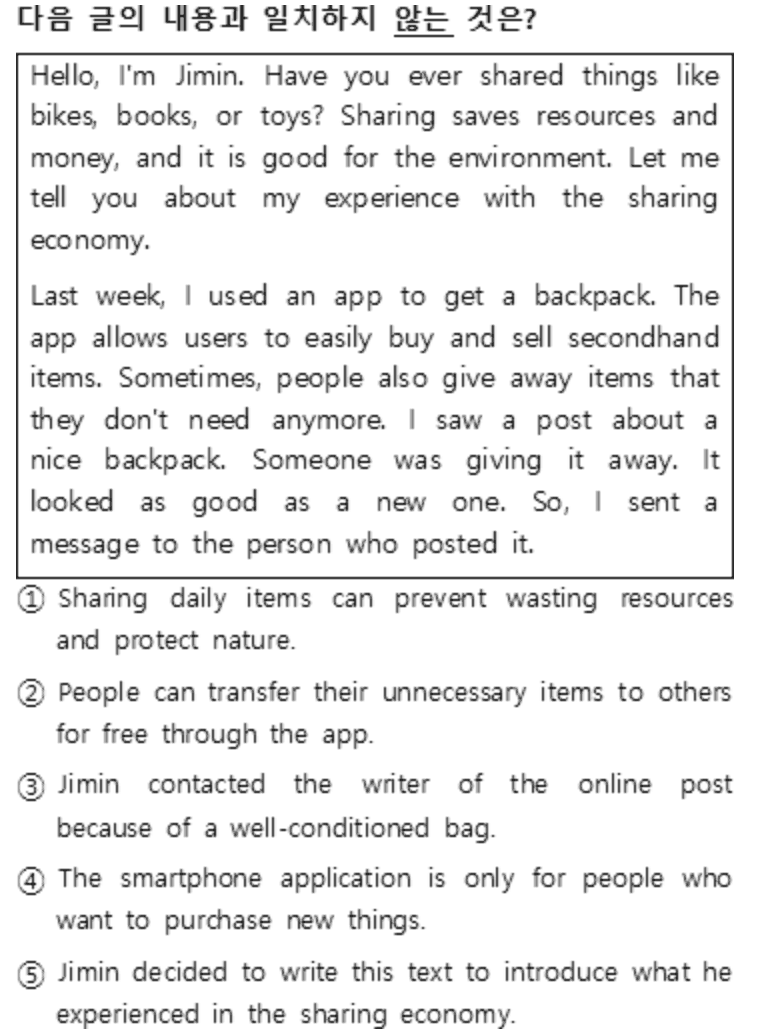 다음 글의 내용과 일치하지 않는 것은?
Hello, I'm Jimin. Have you ever shared things like
bikes, books, or toys? Sharing saves resources and
money, and it is good for the environment. Let me
tell you about my experience with the sharing
economy.
Last week, I used an app to get a backpack. The
app allows users to easily buy and sell secondhand
items. Sometimes, people also give away items that
they don't need anymore. I saw a post about a
nice backpack. Someone was giving it away. It
looked as good as a new one. So, I sent a
message to the person who posted it.
① Sharing daily items can prevent wasting resources
and protect nature.
② People can transfer their unnecessary items to others
for free through the app.
③ Jimin contacted the writer of the online post
because of a well-conditioned bag.
④ The smartphone application is only for people who
want to purchase new things.
⑤ Jimin decided to write this text to introduce what he
experienced in the sharing economy.